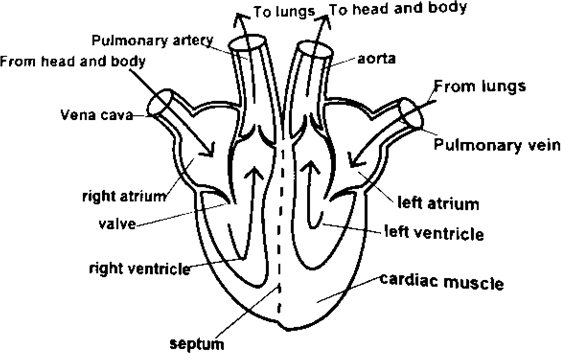 To lungs
To head and body
Pulmonary artery
From head and body
aorta
From lungs
Vena cava
Pulmonary vein
right atrium
left atrium
valve
left ventricle
right ventricle
cardiac muscle
septum